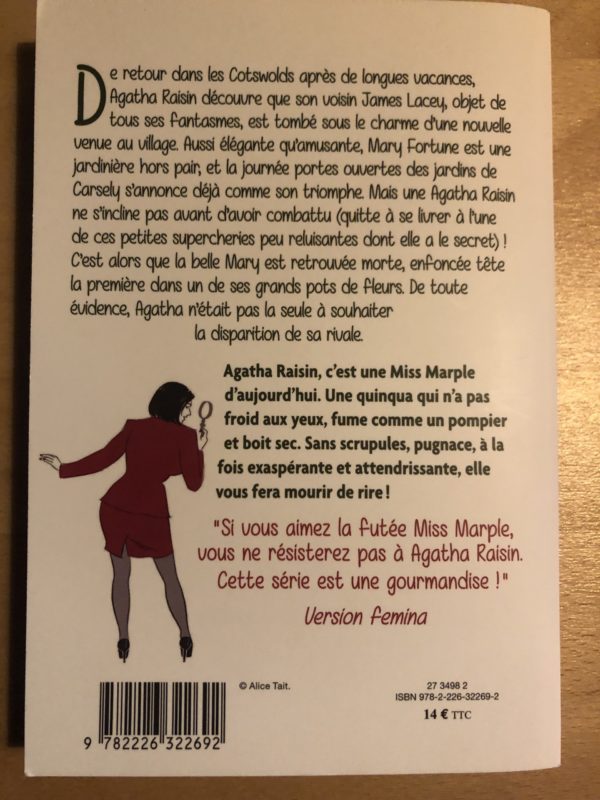 De retour dans les Cotswolds après de longues vacances,
Agatha Raisin découvre que son voisin James Lacey, objet de
tous ses fantasmes, est tombé sous le charme d'une nouvelle
venue au village. Aussi élégante qu'amusante, Mary Fortune est une
jardinière hors pair, et la journée portes ouvertes des jardins de
Carsely s'annonce déjà comme son triomphe. Mais une Agatha Raisin
ne s'incline pas avant d'avoir combattu (quitte à se livrer à l'une
de ces petites supercheries peu reluisantes dont elle a le secret) !
C'est alors que la belle Mary est retrouvée morte, enfoncée tête
la première dans un de ses grands pots de fleurs. De toute
évidence, Agatha n'était pas la seule à souhaiter
la disparition de sa rivale.
Agatha Raisin, c'est une Miss Marple
d'aujourd'hui. Une quinqua qui n'a pas
froid aux yeux, fume comme un pompier
et boit sec. Sans scrupules, pugnace, à la
fois exaspérante et attendrissante, elle
vous fera mourir de rire !
"Si vous aimez la futée Miss Marple,
vous ne résisterez pas à Agatha Raisin.
Cette série est une gourmandise !"
Version femina
© Alice Tait.
27 3498 2
ISBN 978-2-226-32269-2
14 € TTC
9 782226 322692